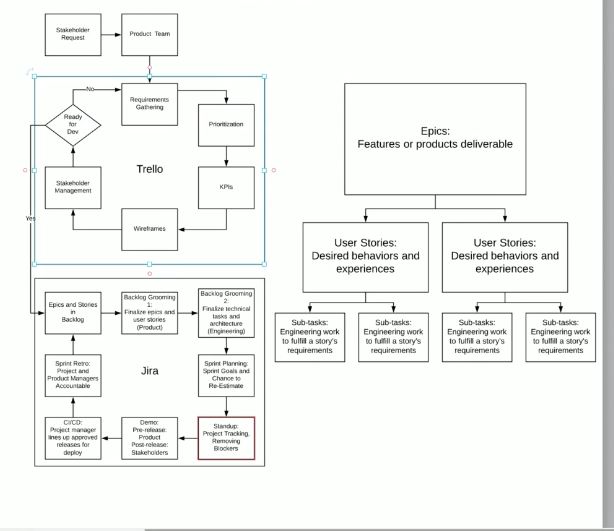 Stakeholder
Request
Product Team
No
Requirements
Gathering
Ready
for
Dev
Prioritization
Trello
Stakeholder
Management
KPIs
Wireframes
Yes
Epics and Stories
in
Backlog
Backlog Grooming
1:
Finalize epics and
user stories
(Product)
Backlog Grooming
2:
Finalize technical
tasks and
architecture
(Engineering)
Sprint Retro:
Project and
Product Managers
Accountable
Jira
Sprint Planning:
Sprint Goals and
Chance to
Re-Estimate
CI/CD:
Project manager
lines up approved
releases for
deploy
Demo:
Pre-release:
Product
Post-release:
Stakeholders
Standup:
Project Tracking,
Removing
Blockers
Epics:
Features or products deliverable
User Stories:
Desired behaviors and
experiences
User Stories:
Desired behaviors and
experiences
Sub-tasks:
Engineering work
to fulfill a story's
requirements
Sub-tasks:
Engineering work
to fulfill a story's
requirements
Sub-tasks:
Engineering work
to fulfill a story's
requirements
Sub-tasks:
Engineering work
to fulfill a story's
requirements